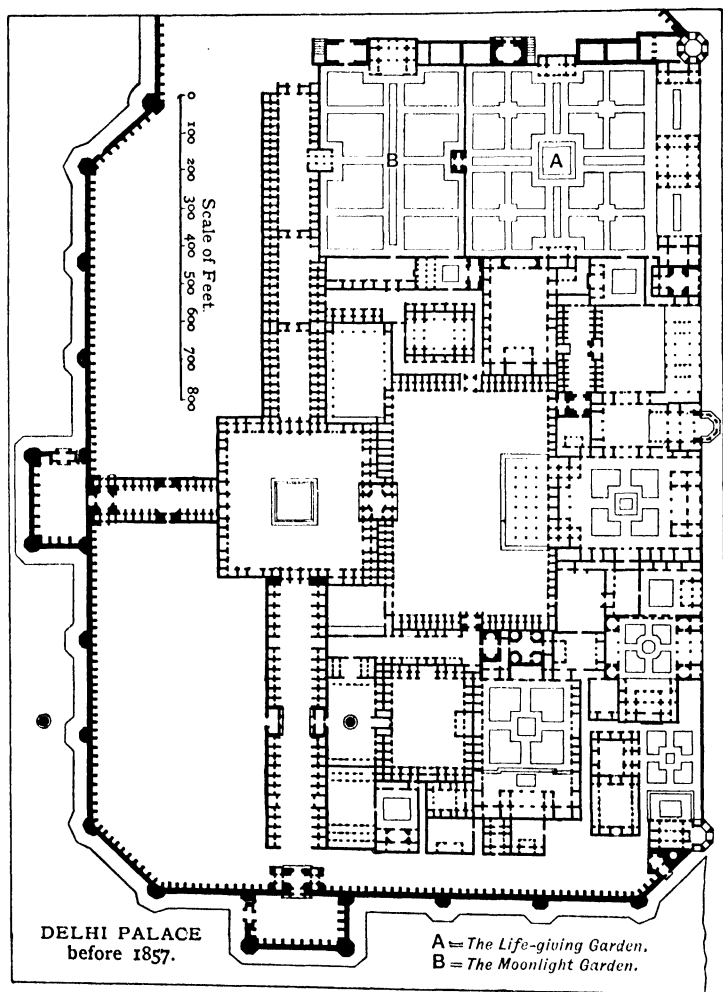 B
A
0 100 200 300 400 500 600 700 800
Scale of Feet.
DELHI PALACE
before 1857.
A = The Life-giving Garden.
B = The Moonlight Garden.